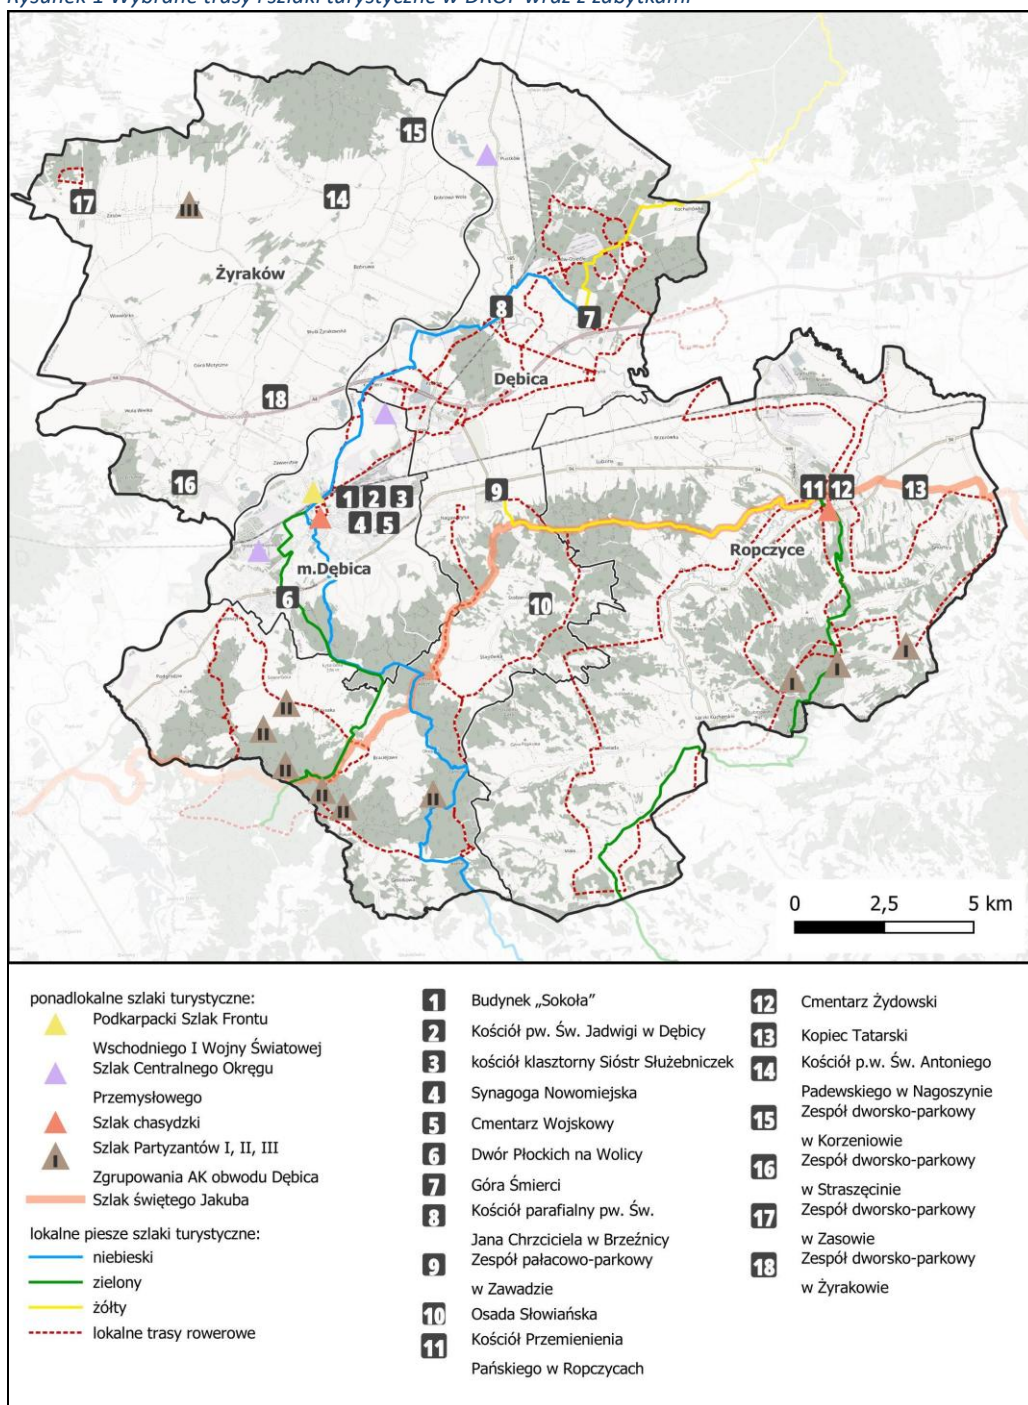 Rysunek 1 Wybrane trasy i szlaki turystyczne w DROF wraz z zabytkami
15
14
17
III
Żyraków
Pustków
8
7
Dębica
18
16
1 2 3
4 5
9
11 12 13
m.Dębica
Ropczyce
6
10
I
I
I
II
II
II
II
II
II
0 2,5 5 km
ponadlokalne szlaki turystyczne:
Podkarpacki Szlak Frontu
Wschodniego I Wojny Światowej
Szlak Centralnego Okręgu
Przemysłowego
Szlak chasydzki
I Szlak Partyzantów I, II, III
Zgrupowania AK obwodu Dębica
Szlak świętego Jakuba
lokalne piesze szlaki turystyczne:
niebieski
zielony
żółty
lokalne trasy rowerowe
1 Budynek „Sokoła”
2 Kościół pw. Św. Jadwigi w Dębicy
3 kościół klasztorny Sióstr Służebniczek
4 Synagoga Nowomiejska
5 Cmentarz Wojskowy
6 Dwór Płockich na Wolicy
7 Góra Śmierci
8 Kościół parafialny pw. Św.
Jana Chrzciciela w Brzeźnicy
9 Zespół pałacowo-parkowy
w Zawadzie
10 Osada Słowiańska
11 Kościół Przemienienia
Pańskiego w Ropczycach
12 Cmentarz Żydowski
13 Kopiec Tatarski
14 Kościół p.w. Św. Antoniego
Padewskiego w Nagoszynie
15 Zespół dworsko-parkowy
w Korzeniowie
16 Zespół dworsko-parkowy
w Straszęcinie
17 Zespół dworsko-parkowy
w Zasowie
18 Zespół dworsko-parkowy
w Żyrakowie